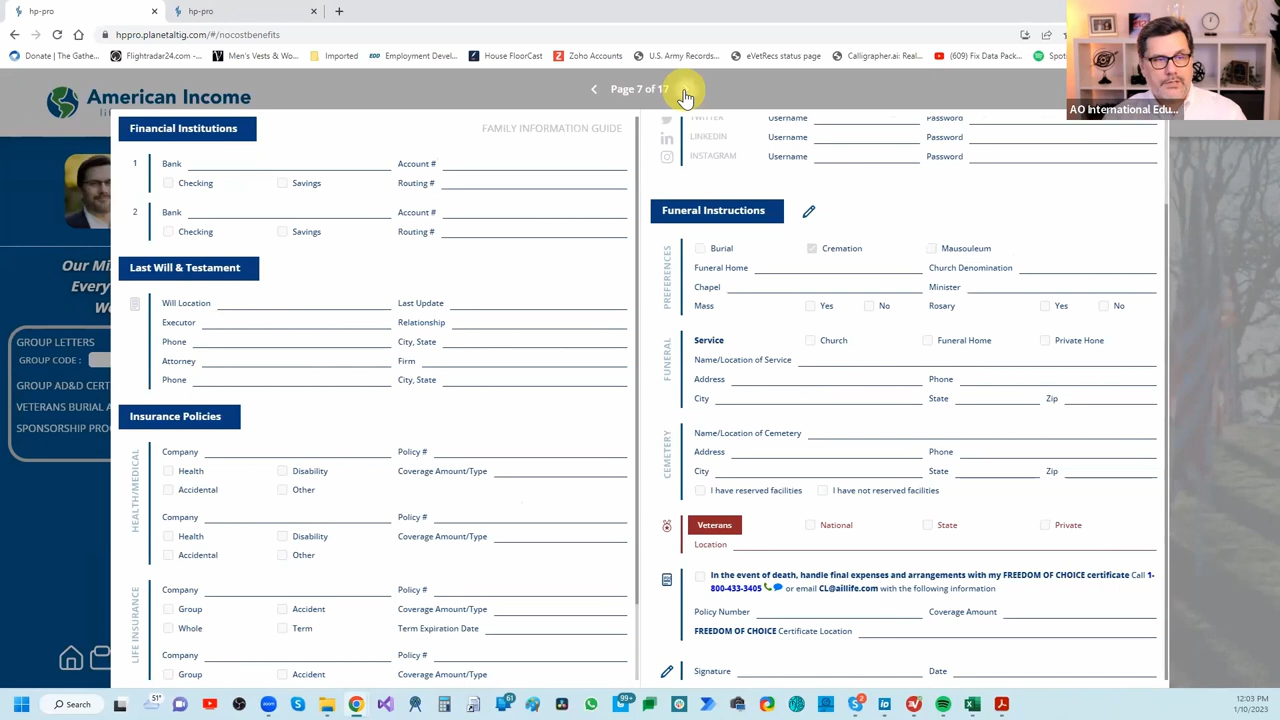 hp-pro
hp-pro
hppro.planetaltig.com/#/nocostbenefits
Donate | The Gathe...
Flightradar24.com -...
Men's Vests & Wo...
Imported
EDD Employment Dev...
House FloorCast
Zoho Accounts
U.S. Army Records...
eVetRecs status page
Calligrapher.ai: Real...
(609) Fix Data Pack...
Spot
American Income
Page 7 of 17
AO International Edu...
Financial Institutions
FAMILY INFORMATION GUIDE
1
Bank
Account #
Checking
Savings
Routing #
2
Bank
Account #
Checking
Savings
Routing #
Last Will & Testament
Will Location
Last Update
Executor
Relationship
Phone
City, State
Attorney
Firm
Phone
City, State
Insurance Policies
HEALTH/MEDICAL
Company
Policy #
Health
Disability
Coverage Amount/Type
Accidental
Other
Company
Policy #
Health
Disability
Coverage Amount/Type
Accidental
Other
LIFE INSURANCE
Company
Policy #
Group
Accident
Coverage Amount/Type
Whole
Term
Term Expiration Date
Company
Policy #
Group
Accident
Coverage Amount/Type
TWITTER
Username
Password
LINKEDIN
Username
Password
INSTAGRAM
Username
Password
Funeral Instructions
PREFERENCES
Burial
Cremation
Mausouleum
Funeral Home
Church Denomination
Chapel
Minister
Mass
Yes
No
Rosary
Yes
No
FUNERAL
Service
Church
Funeral Home
Private Hone
Name/Location of Service
Address
Phone
City
State
Zip
CEMETERY
Name/Location of Cemetery
Address
Phone
City
State
Zip
I have reserved facilities
I have not reserved facilities
Veterans
National
State
Private
Location
In the event of death, handle final expenses and arrangements with my FREEDOM OF CHOICE certificate Call 1-
800-433-3405 or email CL@aillife.com with the following information
Policy Number
Coverage Amount
FREEDOM OF CHOICE Certificate Location
Signature
Date
Our Mi
Every
We
GROUP LETTERS
GROUP CODE :
GROUP AD&D CERT
VETERANS BURIAL A
SPONSORSHIP PRO
Search
51°
61
99+
2
12:03 PM
1/10/2023